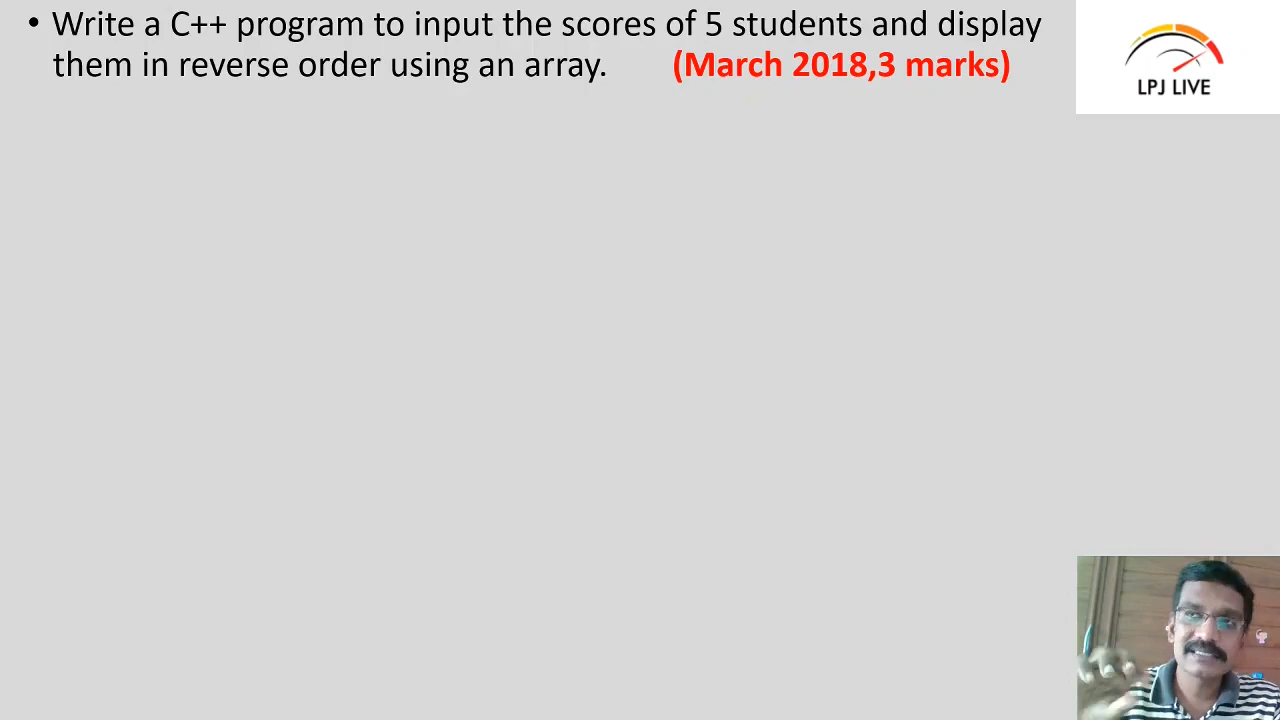 • Write a C++ program to input the scores of 5 students and display
them in reverse order using an array. (March 2018,3 marks)
LPJ LIVE